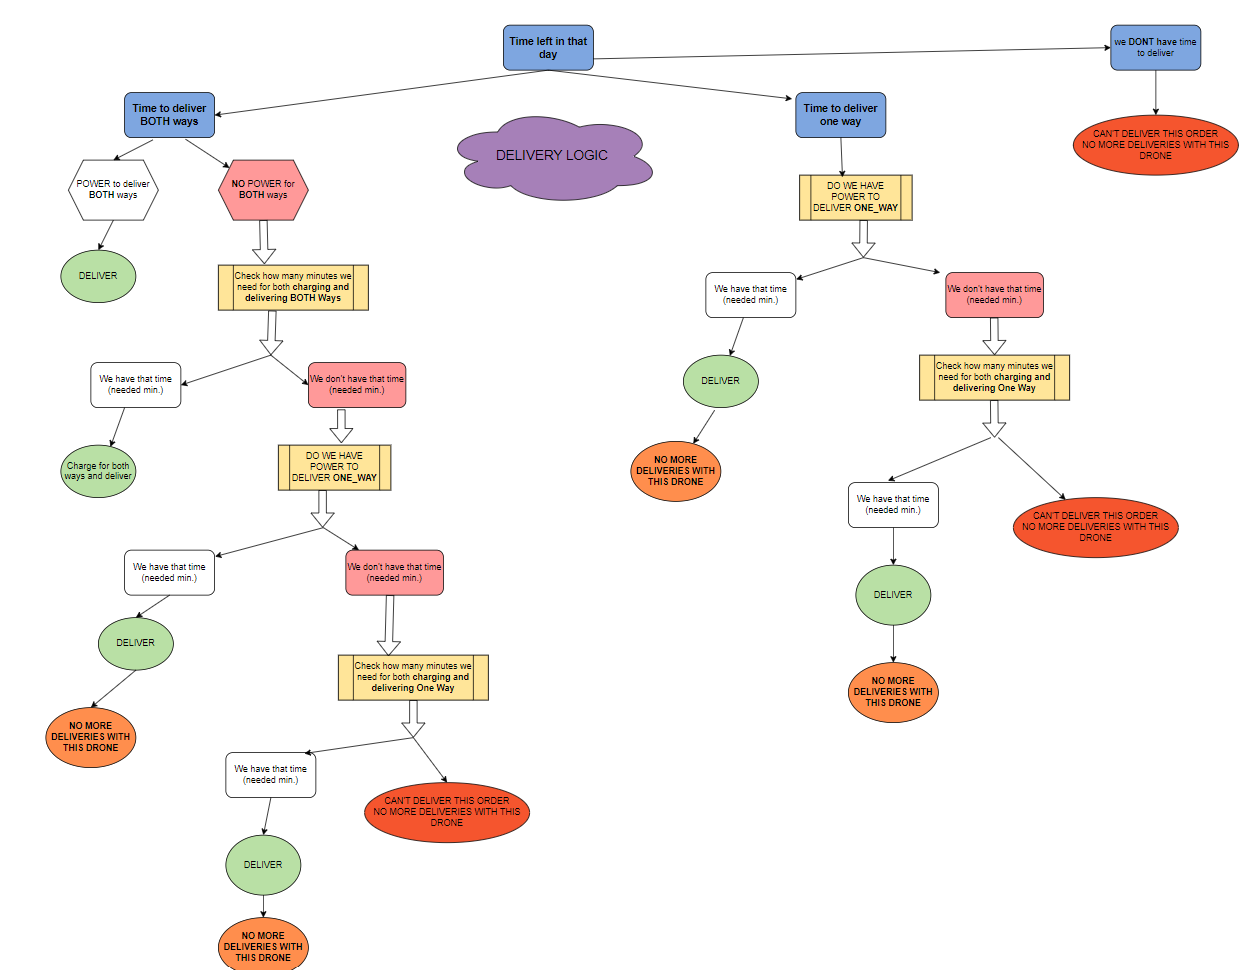 Time left in that
day
we DONT have time
to deliver
Time to deliver
BOTH ways
Time to deliver
one way
DELIVERY LOGIC
CAN'T DELIVER THIS ORDER
NO MORE DELIVERIES WITH THIS
DRONE
POWER to deliver
BOTH ways
NO POWER for
BOTH ways
DO WE HAVE
POWER TO
DELIVER ONE_WAY
DELIVER
Check how many minutes we
need for both charging and
delivering BOTH Ways
We have that time
(needed min.)
We don't have that time
(needed min.)
We have that time
(needed min.)
We don't have that time
(needed min.)
DELIVER
Check how many minutes we
need for both charging and
delivering One Way
Charge for both
ways and deliver
DO WE HAVE
POWER TO
DELIVER ONE_WAY
NO MORE
DELIVERIES WITH
THIS DRONE
We have that time
(needed min.)
CAN'T DELIVER THIS ORDER
NO MORE DELIVERIES WITH THIS
DRONE
We have that time
(needed min.)
We don't have that time
(needed min.)
DELIVER
DELIVER
Check how many minutes we
need for both charging and
delivering One Way
NO MORE
DELIVERIES WITH
THIS DRONE
NO MORE
DELIVERIES WITH
THIS DRONE
We have that time
(needed min.)
CAN'T DELIVER THIS ORDER
NO MORE DELIVERIES WITH THIS
DRONE
DELIVER
NO MORE
DELIVERIES WITH
THIS DRONE